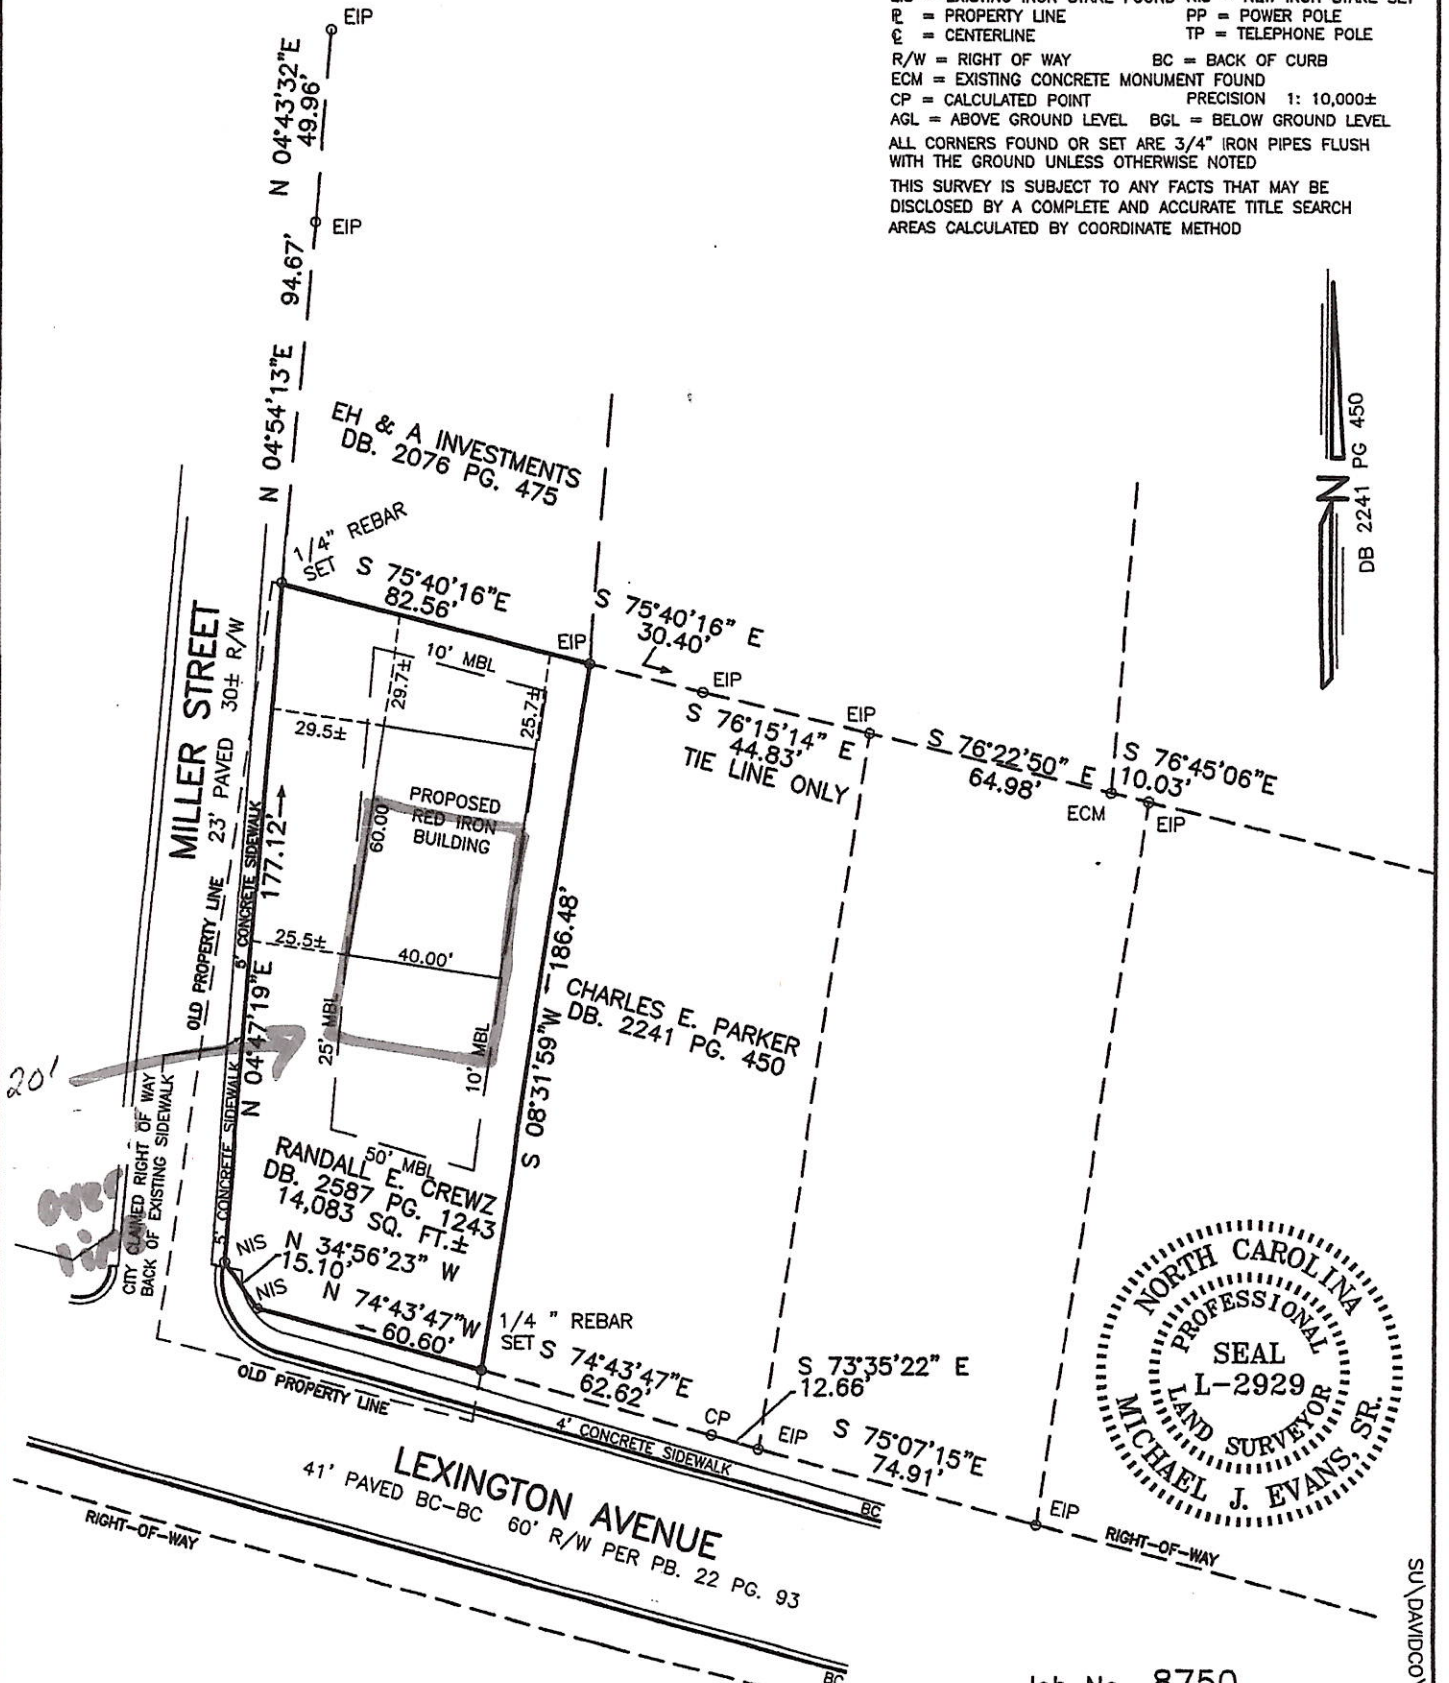 ℄ = CENTERLINE
TP = TELEPHONE POLE
℞ = PROPERTY LINE
PP = POWER POLE
R/W = RIGHT OF WAY
BC = BACK OF CURB
ECM = EXISTING CONCRETE MONUMENT FOUND
CP = CALCULATED POINT
PRECISION 1: 10,000±
AGL = ABOVE GROUND LEVEL
BGL = BELOW GROUND LEVEL
ALL CORNERS FOUND OR SET ARE 3/4" IRON PIPES FLUSH
WITH THE GROUND UNLESS OTHERWISE NOTED
THIS SURVEY IS SUBJECT TO ANY FACTS THAT MAY BE
DISCLOSED BY A COMPLETE AND ACCURATE TITLE SEARCH
AREAS CALCULATED BY COORDINATE METHOD
EIP
N 04°43'32"E
49.96'
EIP
N 04°54'13"E 94.67'
EH & A INVESTMENTS
DB. 2076 PG. 475
N
DB 2241 PG 450
1/4" REBAR
SET
S 75°40'16"E
82.56'
EIP
S 75°40'16" E
30.40'
EIP
S 76°15'14" E
44.83'
TIE LINE ONLY
EIP
S 76°22'50" E
64.98'
ECM
S 76°45'06"E
10.03'
EIP
MILLER STREET
23' PAVED 30± R/W
OLD PROPERTY LINE
5' CONCRETE SIDEWALK
N 04°47'19"E 177.12'
10' MBL
29.7±
25.7±
29.5±
PROPOSED
RED IRON
BUILDING
60.00
25.5±
40.00'
25' MBL
10' MBL
50' MBL
S 08°31'59"W 186.48'
CHARLES E. PARKER
DB. 2241 PG. 450
20'
over
line
CITY CLAIMED RIGHT OF WAY
BACK OF EXISTING SIDEWALK
5' CONCRETE SIDEWALK
RANDALL E. CREWZ
DB. 2587 PG. 1243
14,083 SQ. FT.±
NIS
N 34°56'23" W
15.10'
NIS
N 74°43'47"W
60.60'
1/4 " REBAR
SET
S 74°43'47"E
62.62'
CP
S 73°35'22" E
12.66'
EIP
S 75°07'15"E
74.91'
EIP
RIGHT-OF-WAY
OLD PROPERTY LINE
4' CONCRETE SIDEWALK
BC
LEXINGTON AVENUE
41' PAVED BC-BC 60' R/W PER PB. 22 PG. 93
RIGHT-OF-WAY
BC
NORTH CAROLINA
PROFESSIONAL
SEAL
L-2929
LAND SURVEYOR
MICHAEL J. EVANS, SR.
Job No. 8750